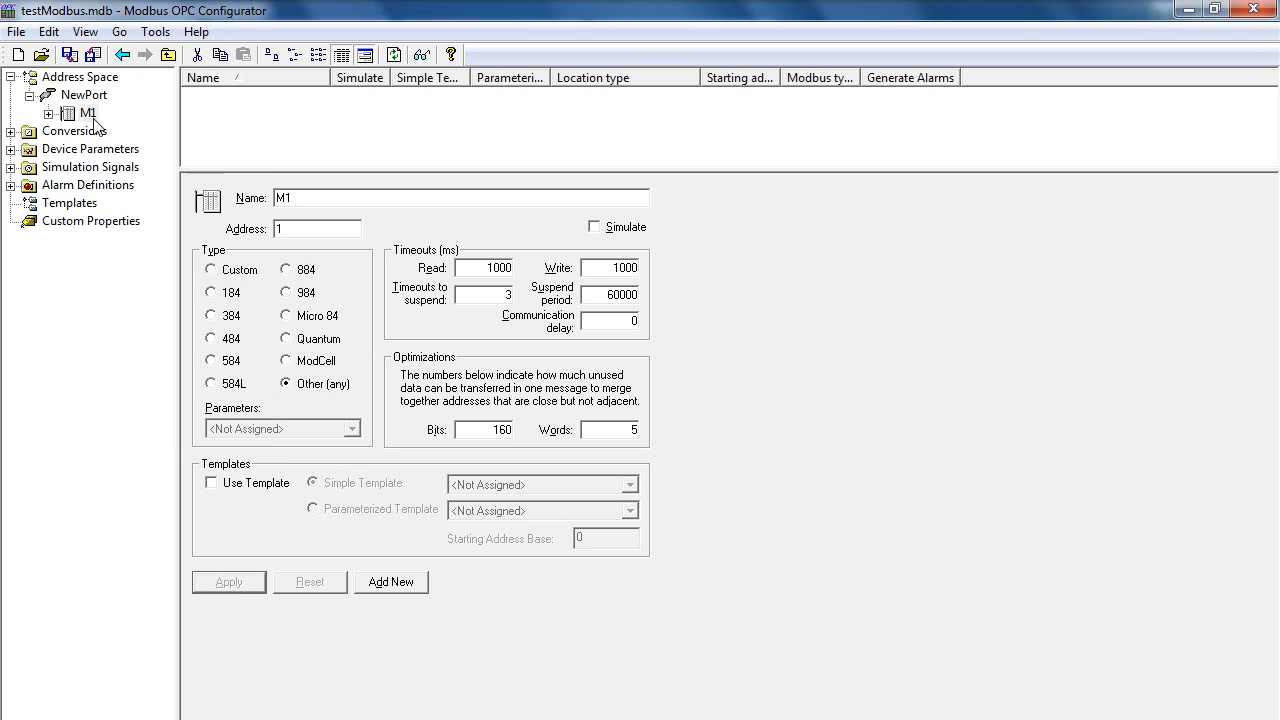 testModbus.mdb - Modbus OPC Configurator
File Edit View Go Tools Help
Address Space
NewPort
M1
Conversions
Device Parameters
Simulation Signals
Alarm Definitions
Templates
Custom Properties
Name Simulate Simple Te... Parameteri... Location type Starting ad... Modbus ty... Generate Alarms
Name: M1
Address: 1 Simulate
Type
Custom 884
184 984
384 Micro 84
484 Quantum
584 ModCell
584L Other (any)
Parameters:
<Not Assigned>
Timeouts (ms)
Read: 1000 Write: 1000
Timeouts to suspend: 3 Suspend period: 60000
Communication delay: 0
Optimizations
The numbers below indicate how much unused
data can be transferred in one message to merge
together addresses that are close but not adjacent.
Bits: 160 Words: 5
Templates
Use Template Simple Template <Not Assigned>
Parameterized Template <Not Assigned>
Starting Address Base: 0
Apply Reset Add New